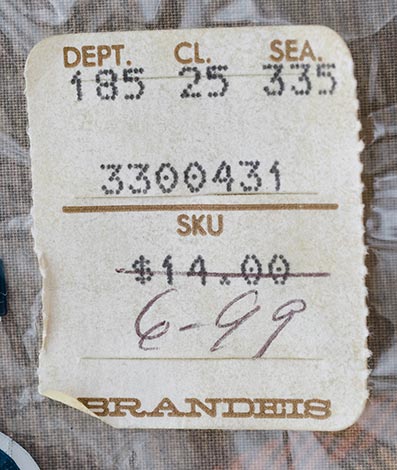 DEPT. CL. SEA.
185 25 335
3300431
SKU
$14.00
6-99
BRANDEIS